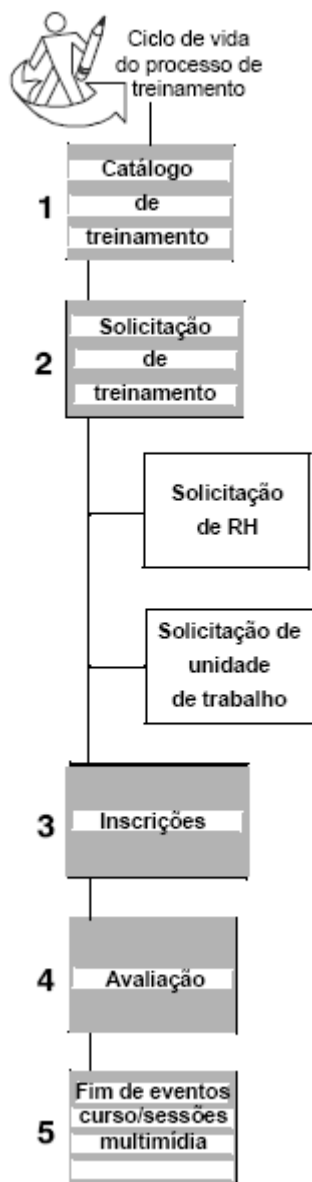 Ciclo de vida
do processo de
treinamento
1
Catálogo
de
treinamento
2
Solicitação
de
treinamento
Solicitação
de RH
Solicitação de
unidade
de trabalho
3
Inscrições
4
Avaliação
5
Fim de eventos
curso/sessões
multimídia